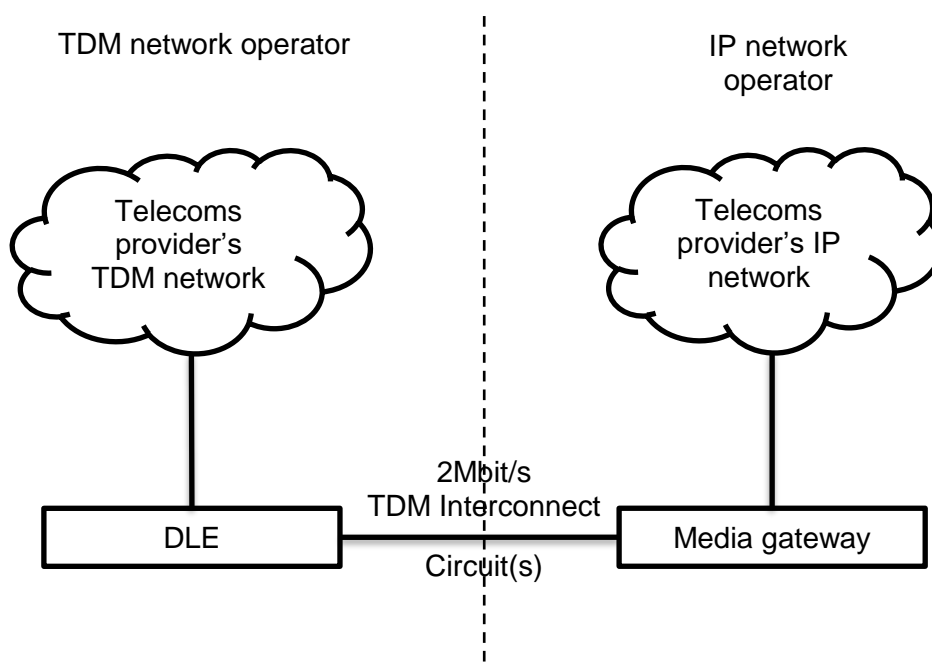 TDM network operator
IP network
operator
Telecoms
provider's
TDM network
Telecoms
provider's IP
network
2Mbit/s
TDM Interconnect
Circuit(s)
DLE
Media gateway